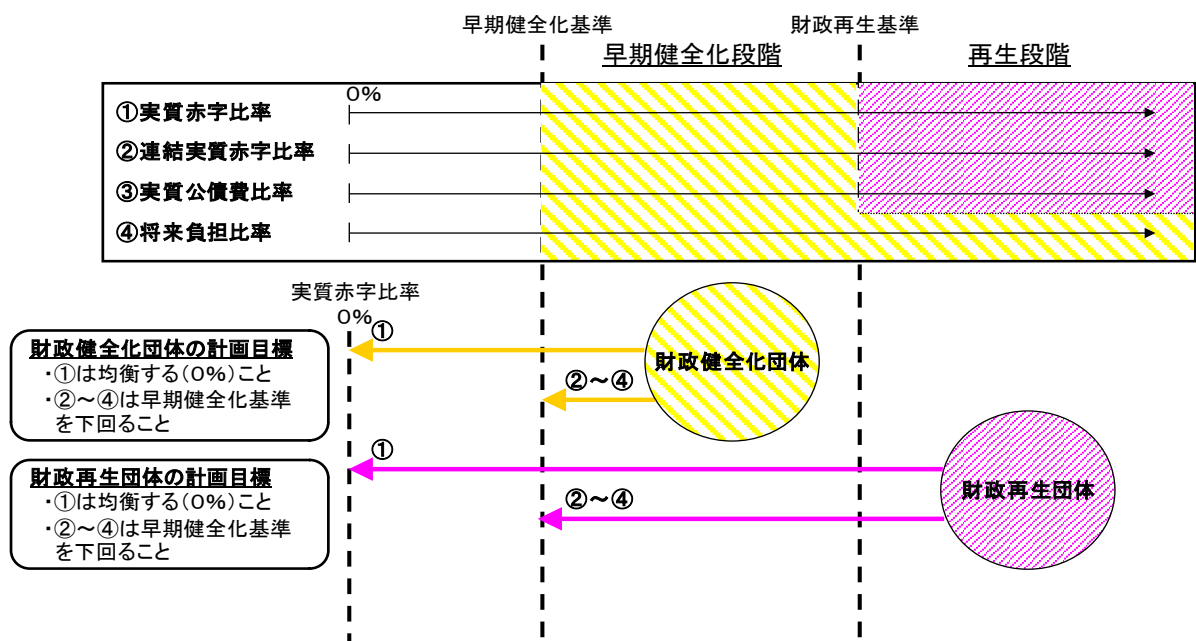 早期健全化基準
財政再生基準
早期健全化段階
再生段階
0%
①実質赤字比率
②連結実質赤字比率
③実質公債費比率
④将来負担比率
実質赤字比率
0%
①
財政健全化団体
②~④
財政健全化団体の計画目標
・①は均衡する(0%)こと
・②~④は早期健全化基準
を下回ること
①
財政再生団体
②~④
財政再生団体の計画目標
・①は均衡する(0%)こと
・②~④は早期健全化基準
を下回ること